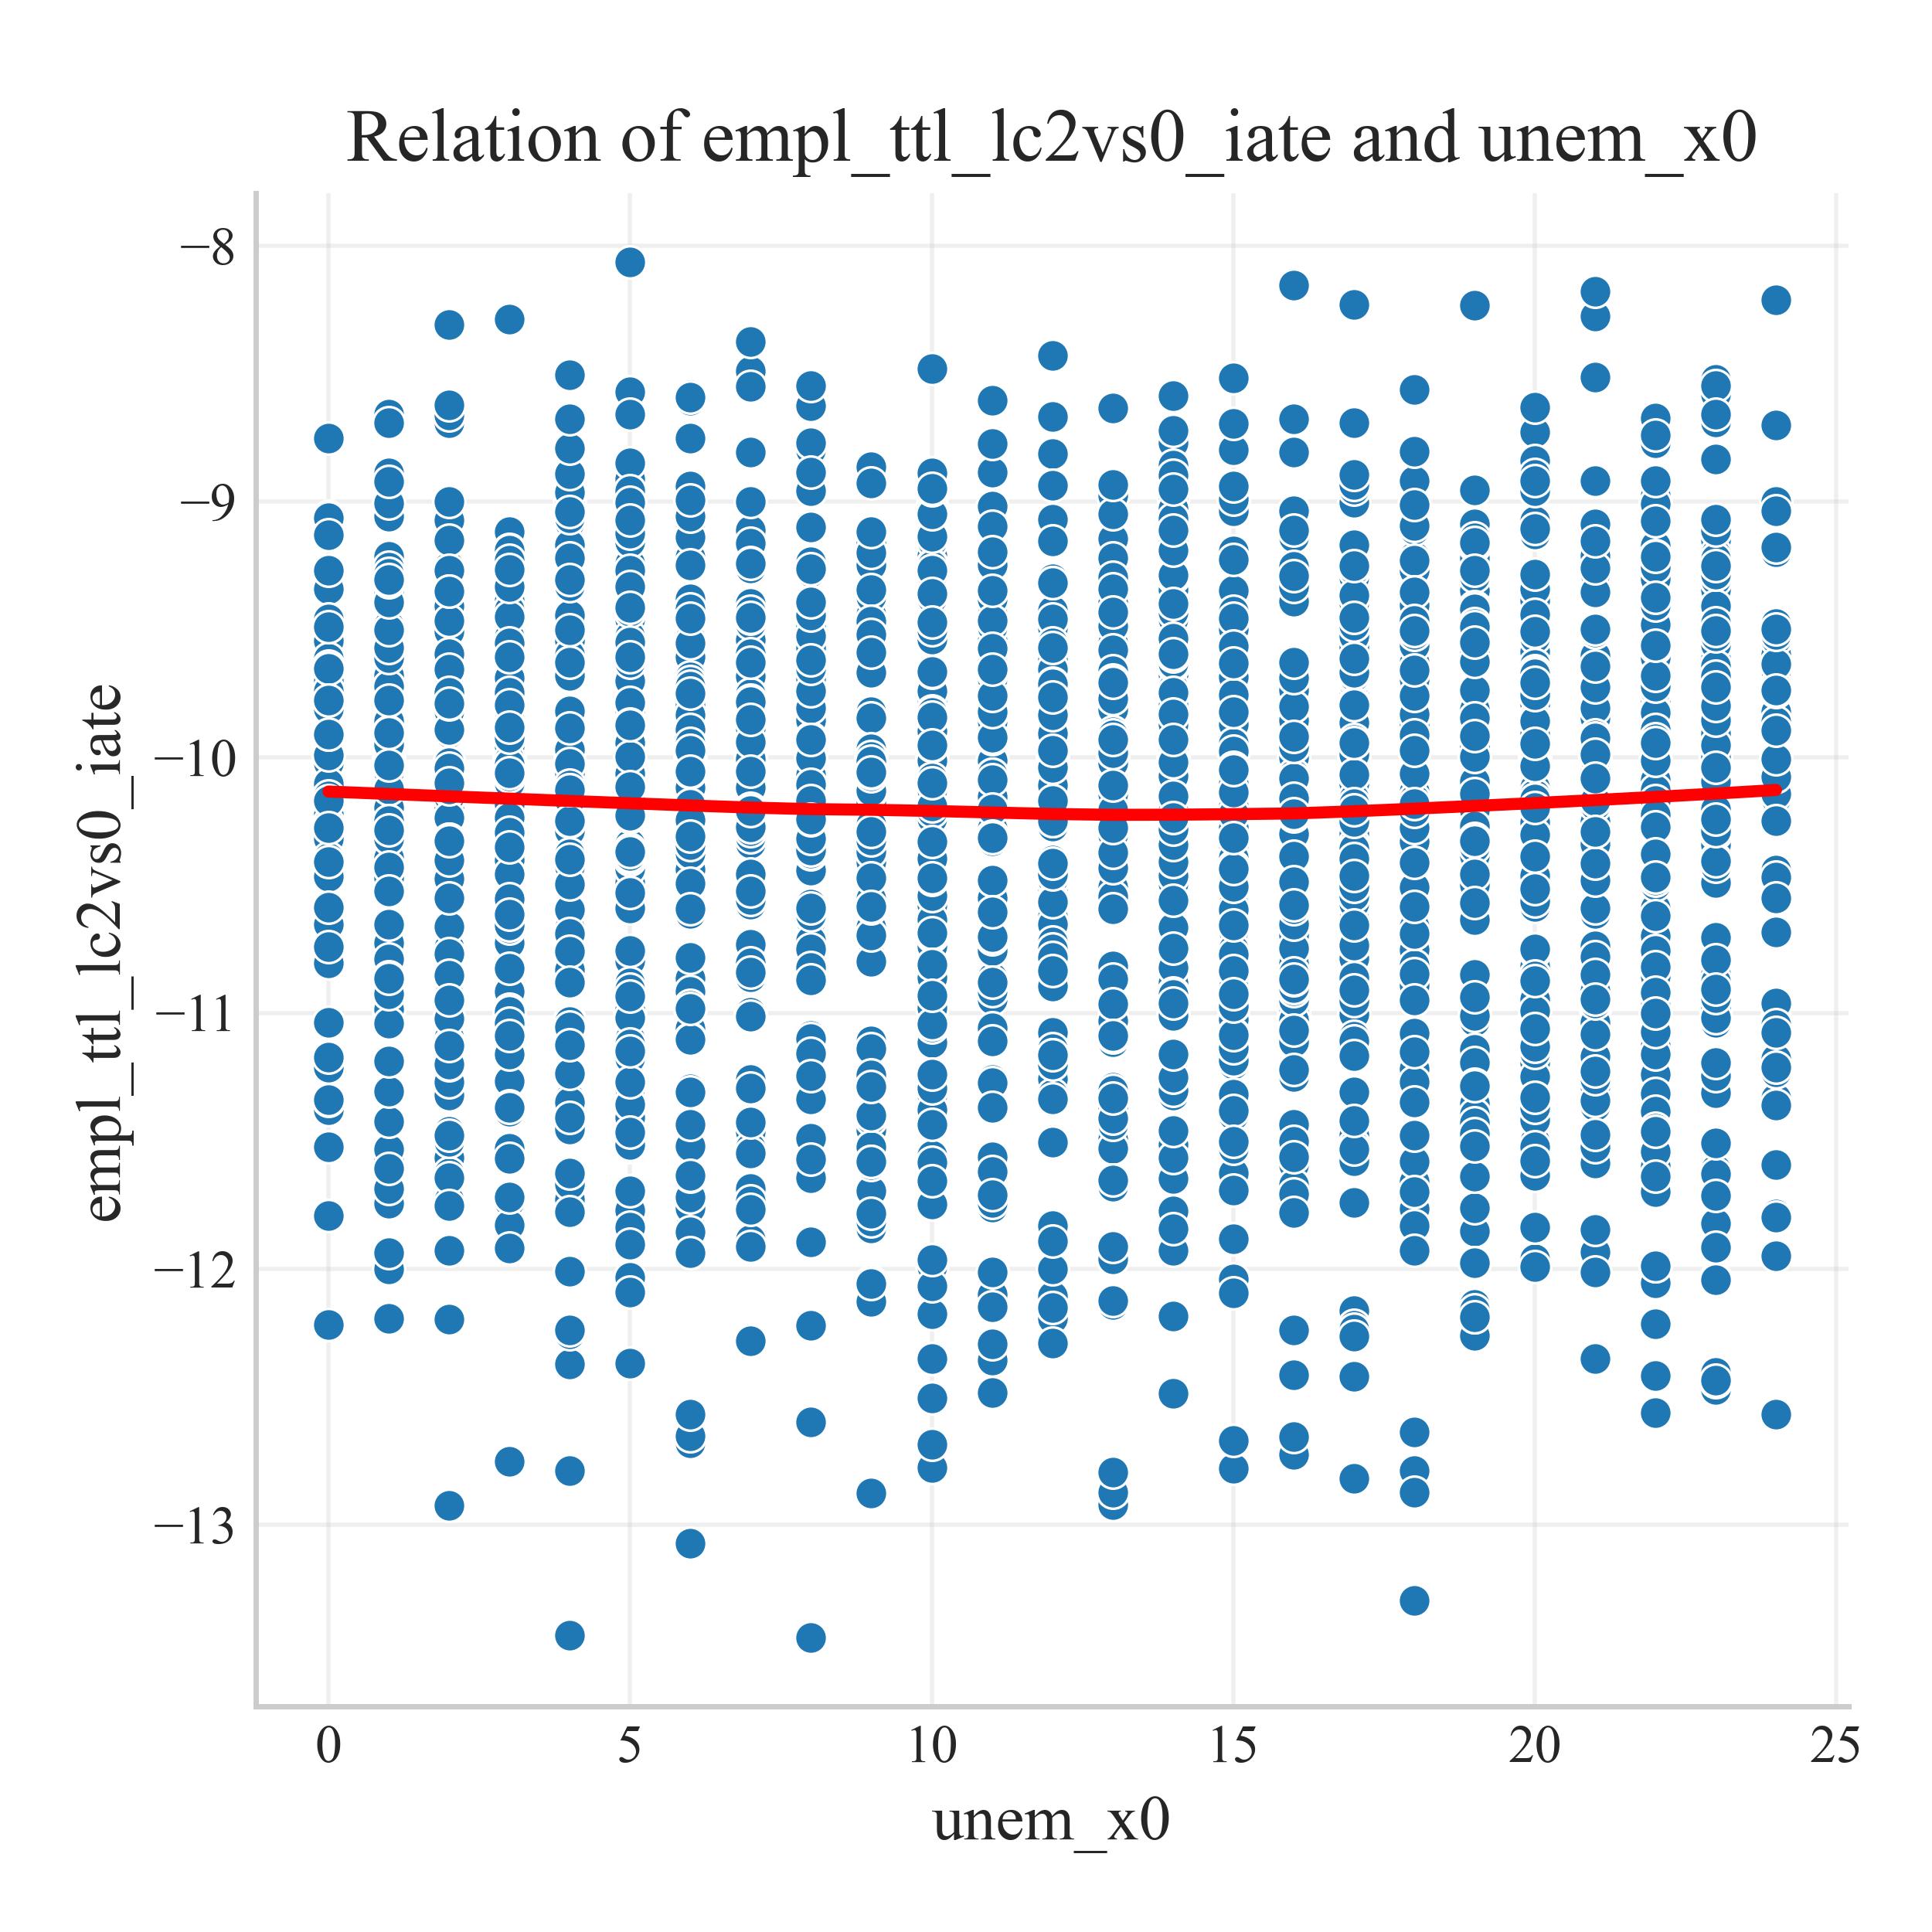 Relation of empl_ttl_lc2vs0_iate and unem_x0
−8
−9
−10
−11
−12
−13
empl_ttl_lc2vs0_iate
0 5 10 15 20 25
unem_x0